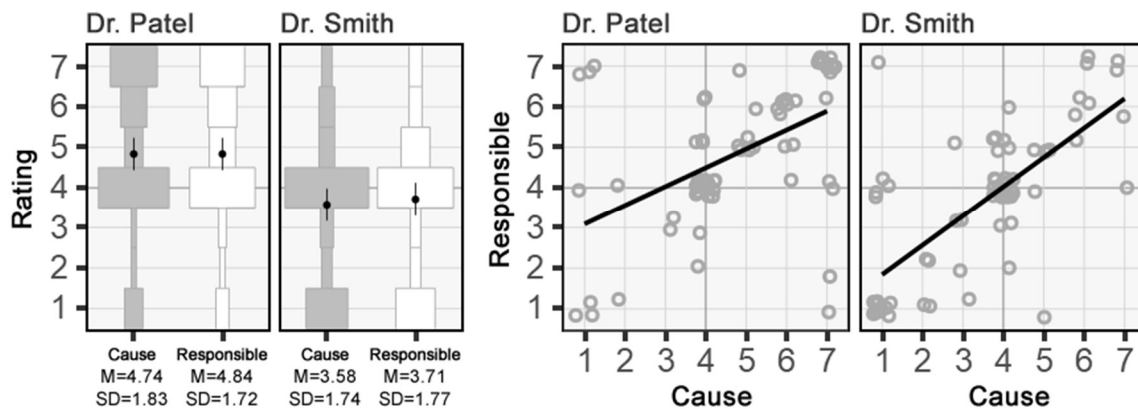 Dr. Patel
Dr. Smith
Rating
7
6
5
4
3
2
1
Cause
M=4.74
SD=1.83
Responsible
M=4.84
SD=1.72
Cause
M=3.58
SD=1.74
Responsible
M=3.71
SD=1.77
Dr. Patel
Dr. Smith
Responsible
7
6
5
4
3
2
1
1 2 3 4 5 6 7
Cause
1 2 3 4 5 6 7
Cause